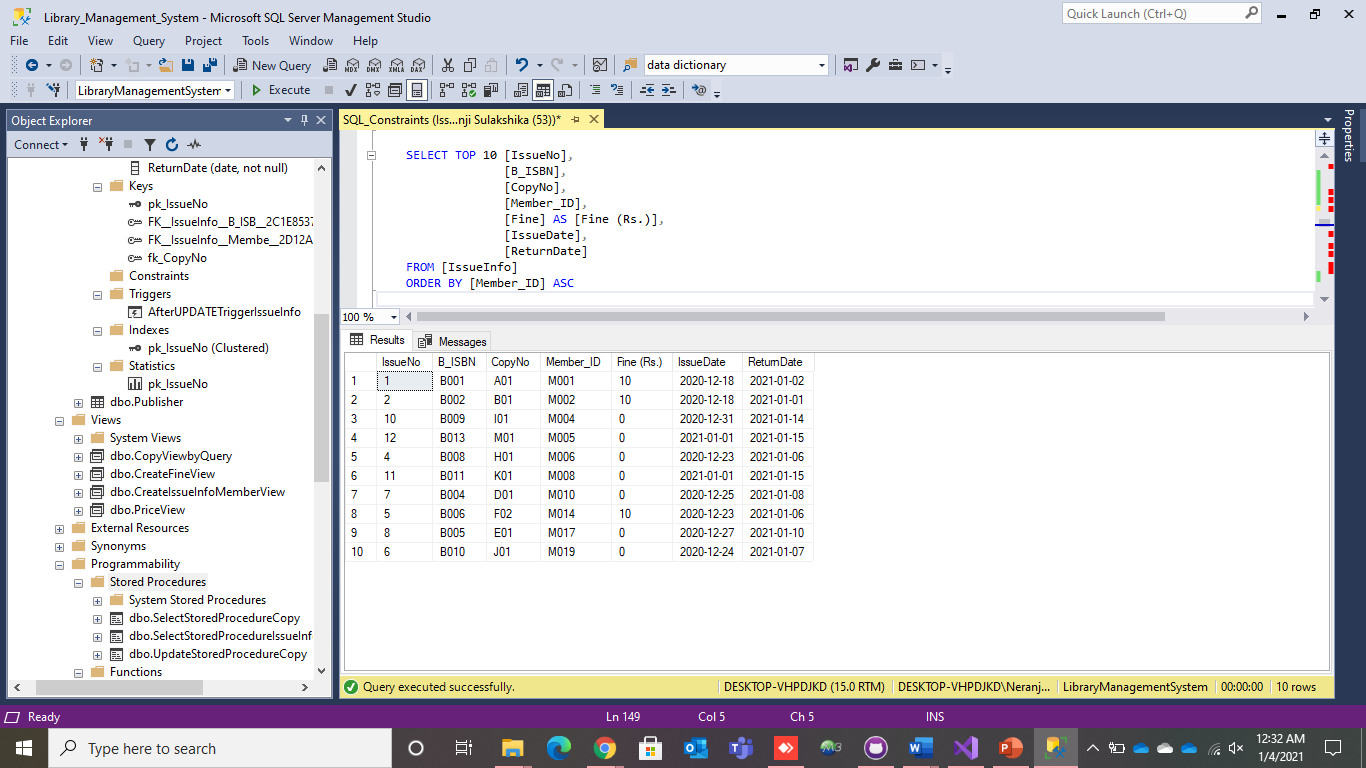 Library_Management_System - Microsoft SQL Server Management Studio
Quick Launch (Ctrl+Q)
File Edit View Query Project Tools Window Help
New Query MDX DMX XMLA DAX data dictionary
LibraryManagementSystem Execute
Object Explorer
Connect
ReturnDate (date, not null)
Keys
pk_IssueNo
FK__IssueInfo__B_ISB__2C1E8537
FK__IssueInfo__Membe__2D12A
fk_CopyNo
Constraints
Triggers
AfterUPDATETriggerIssueInfo
Indexes
pk_IssueNo (Clustered)
Statistics
pk_IssueNo
dbo.Publisher
Views
System Views
dbo.CopyViewbyQuery
dbo.CreateFineView
dbo.CreateIssueInfoMemberView
dbo.PriceView
External Resources
Synonyms
Programmability
Stored Procedures
System Stored Procedures
dbo.SelectStoredProcedureCopy
dbo.SelectStoredProcedureIssueInf
dbo.UpdateStoredProcedureCopy
Functions
SQL_Constraints (Iss...nji Sulakshika (53))*
Properties
SELECT TOP 10 [IssueNo],
[B_ISBN],
[CopyNo],
[Member_ID],
[Fine] AS [Fine (Rs.)],
[IssueDate],
[ReturnDate]
FROM [IssueInfo]
ORDER BY [Member_ID] ASC
100 %
Results Messages
IssueNo B_ISBN CopyNo Member_ID Fine (Rs.) IssueDate ReturnDate
1 1 B001 A01 M001 10 2020-12-18 2021-01-02
2 2 B002 B01 M002 10 2020-12-18 2021-01-01
3 10 B009 I01 M004 0 2020-12-31 2021-01-14
4 12 B013 M01 M005 0 2021-01-01 2021-01-15
5 4 B008 H01 M006 0 2020-12-23 2021-01-06
6 11 B011 K01 M008 0 2021-01-01 2021-01-15
7 7 B004 D01 M010 0 2020-12-25 2021-01-08
8 5 B006 F02 M014 10 2020-12-23 2021-01-06
9 8 B005 E01 M017 0 2020-12-27 2021-01-10
10 6 B010 J01 M019 0 2020-12-24 2021-01-07
Query executed successfully. DESKTOP-VHPDJKD (15.0 RTM) DESKTOP-VHPDJKD\Neranj... LibraryManagementSystem 00:00:00 10 rows
Ready Ln 149 Col 5 Ch 5 INS
Type here to search
12:32 AM
1/4/2021